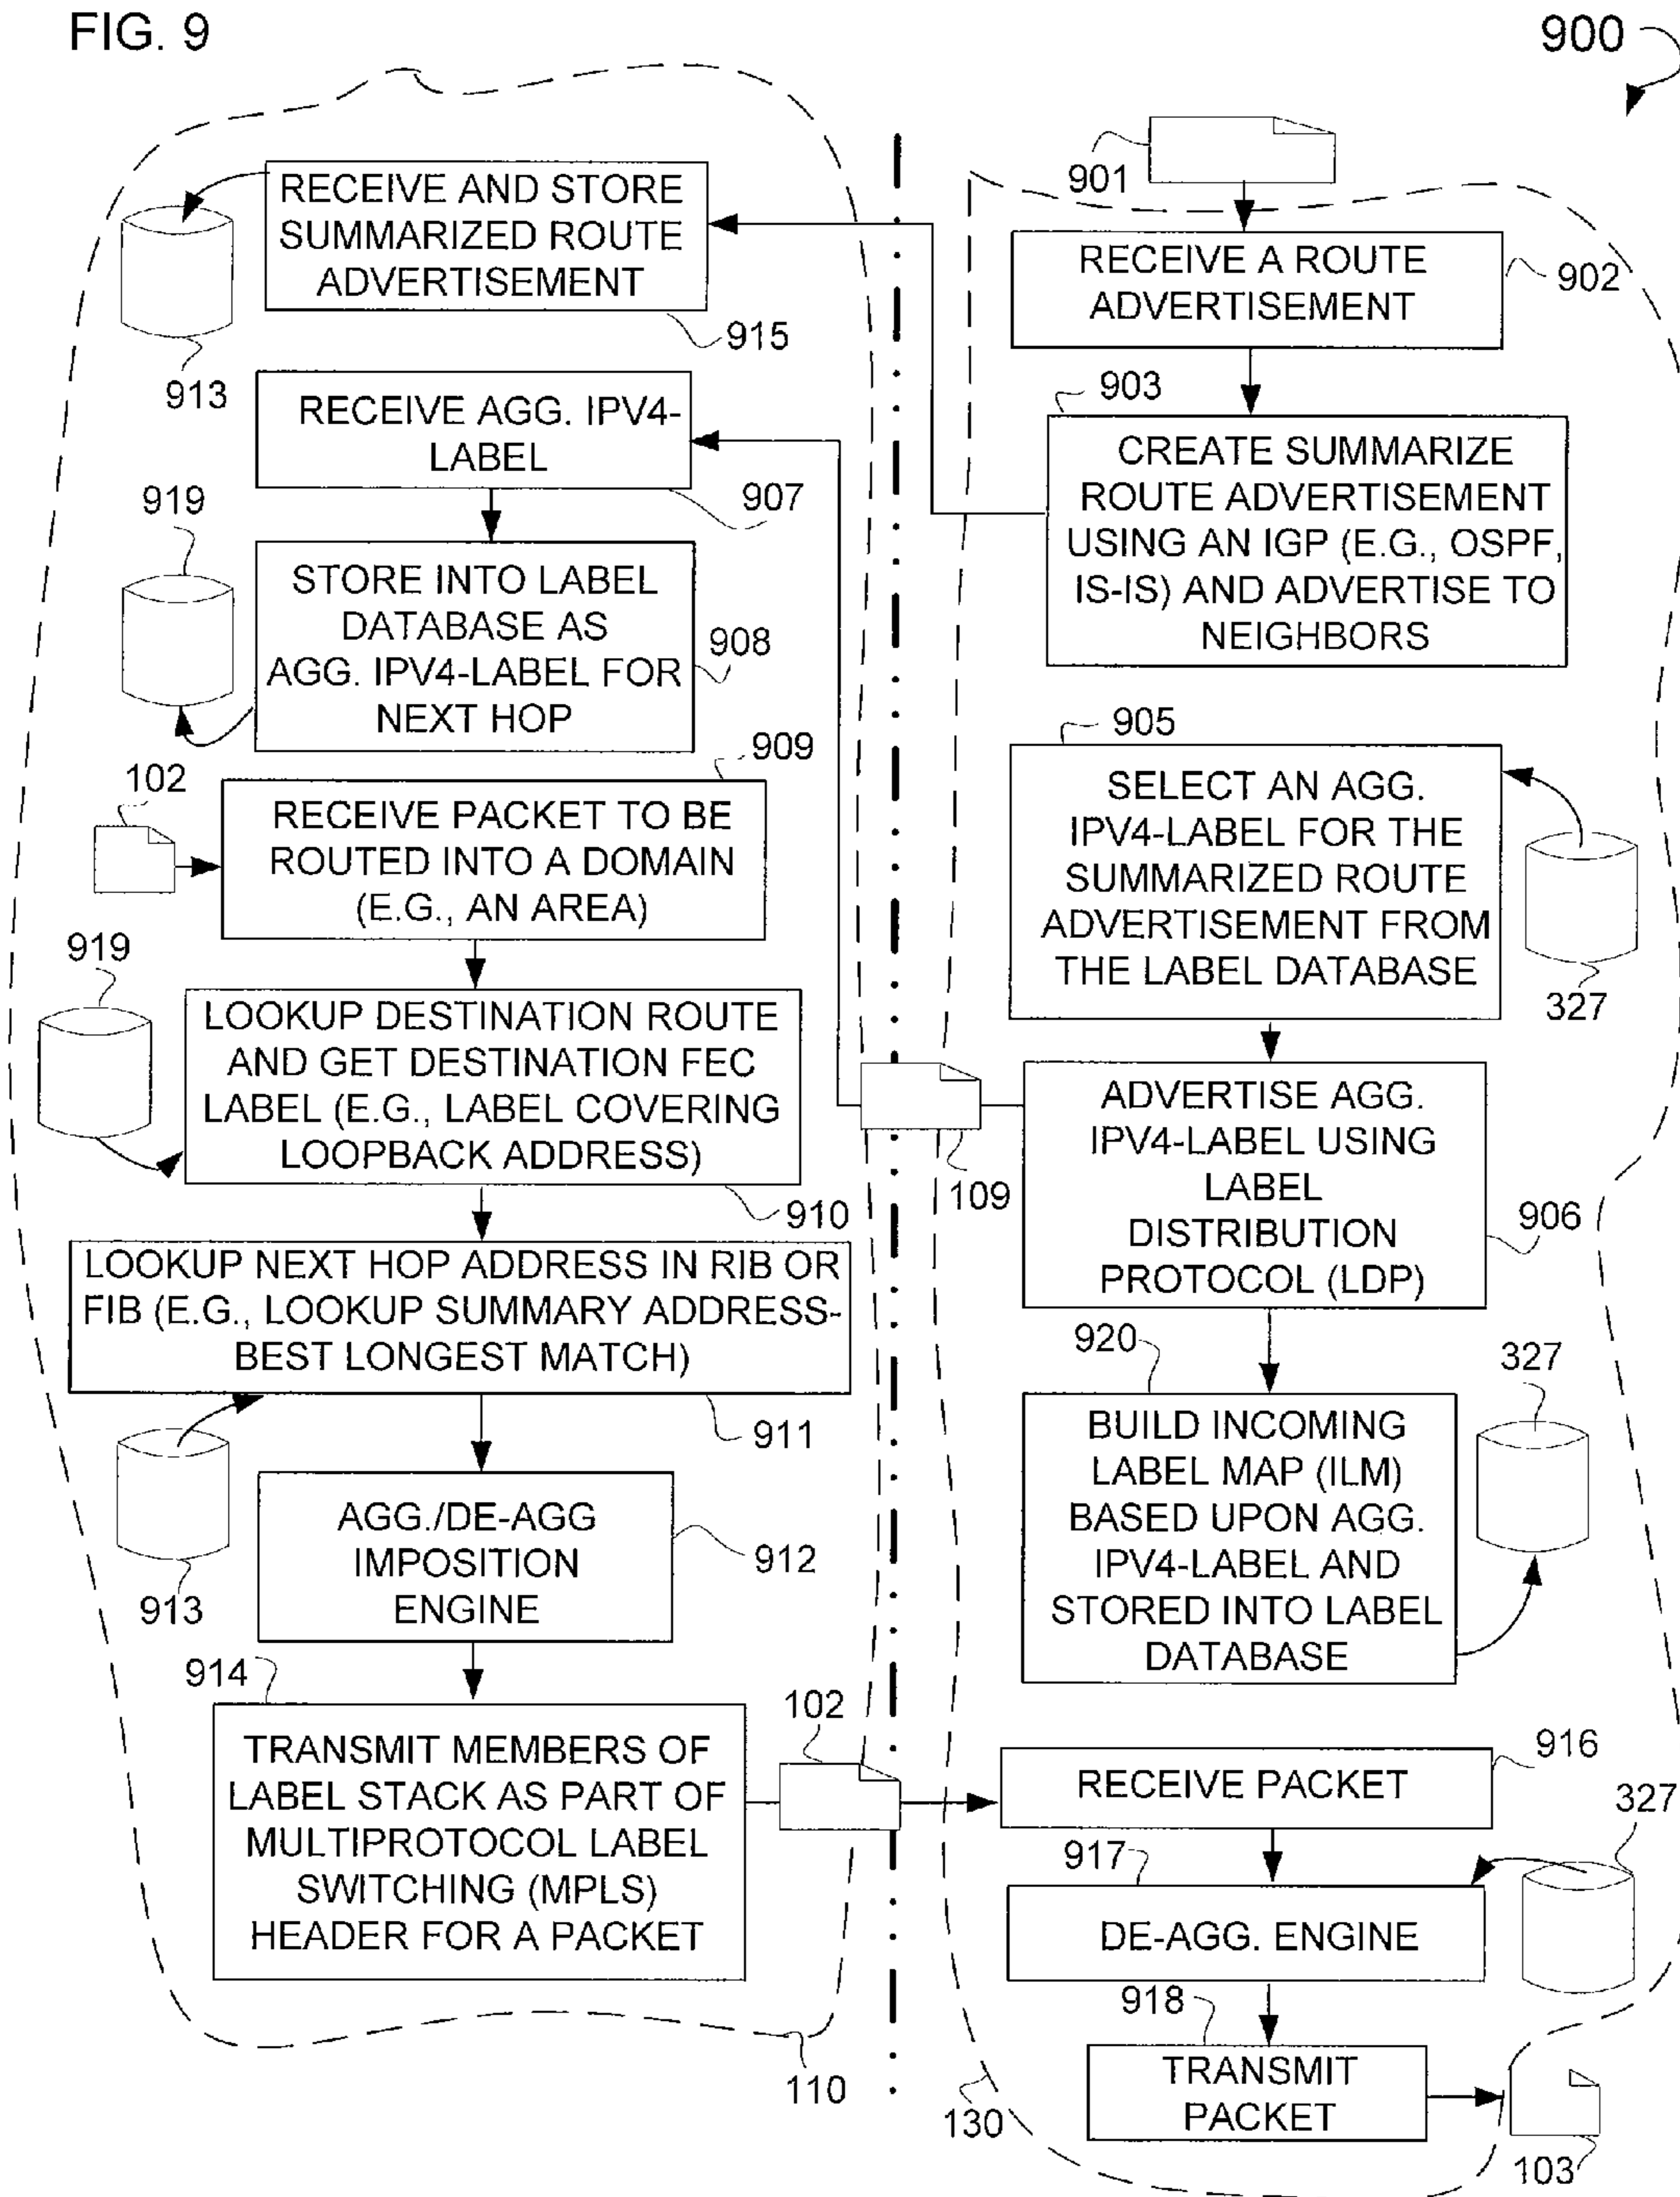 FIG. 9
900
901
RECEIVE AND STORE
SUMMARIZED ROUTE
ADVERTISEMENT
915
913
RECEIVE A ROUTE
ADVERTISEMENT
902
903
CREATE SUMMARIZE
ROUTE ADVERTISEMENT
USING AN IGP (E.G., OSPF,
IS-IS) AND ADVERTISE TO
NEIGHBORS
RECEIVE AGG. IPV4-
LABEL
907
919
STORE INTO LABEL
DATABASE AS
AGG. IPV4-LABEL FOR
NEXT HOP
908
905
SELECT AN AGG.
IPV4-LABEL FOR THE
SUMMARIZED ROUTE
ADVERTISEMENT FROM
THE LABEL DATABASE
327
909
102
RECEIVE PACKET TO BE
ROUTED INTO A DOMAIN
(E.G., AN AREA)
919
LOOKUP DESTINATION ROUTE
AND GET DESTINATION FEC
LABEL (E.G., LABEL COVERING
LOOPBACK ADDRESS)
910
109
ADVERTISE AGG.
IPV4-LABEL USING
LABEL
DISTRIBUTION
PROTOCOL (LDP)
906
LOOKUP NEXT HOP ADDRESS IN RIB OR
FIB (E.G., LOOKUP SUMMARY ADDRESS-
BEST LONGEST MATCH)
911
913
920
327
BUILD INCOMING
LABEL MAP (ILM)
BASED UPON AGG.
IPV4-LABEL AND
STORED INTO LABEL
DATABASE
AGG./DE-AGG
IMPOSITION
ENGINE
912
914
TRANSMIT MEMBERS OF
LABEL STACK AS PART OF
MULTIPROTOCOL LABEL
SWITCHING (MPLS)
HEADER FOR A PACKET
102
RECEIVE PACKET
916
917
327
DE-AGG. ENGINE
918
TRANSMIT
PACKET
110
130
103